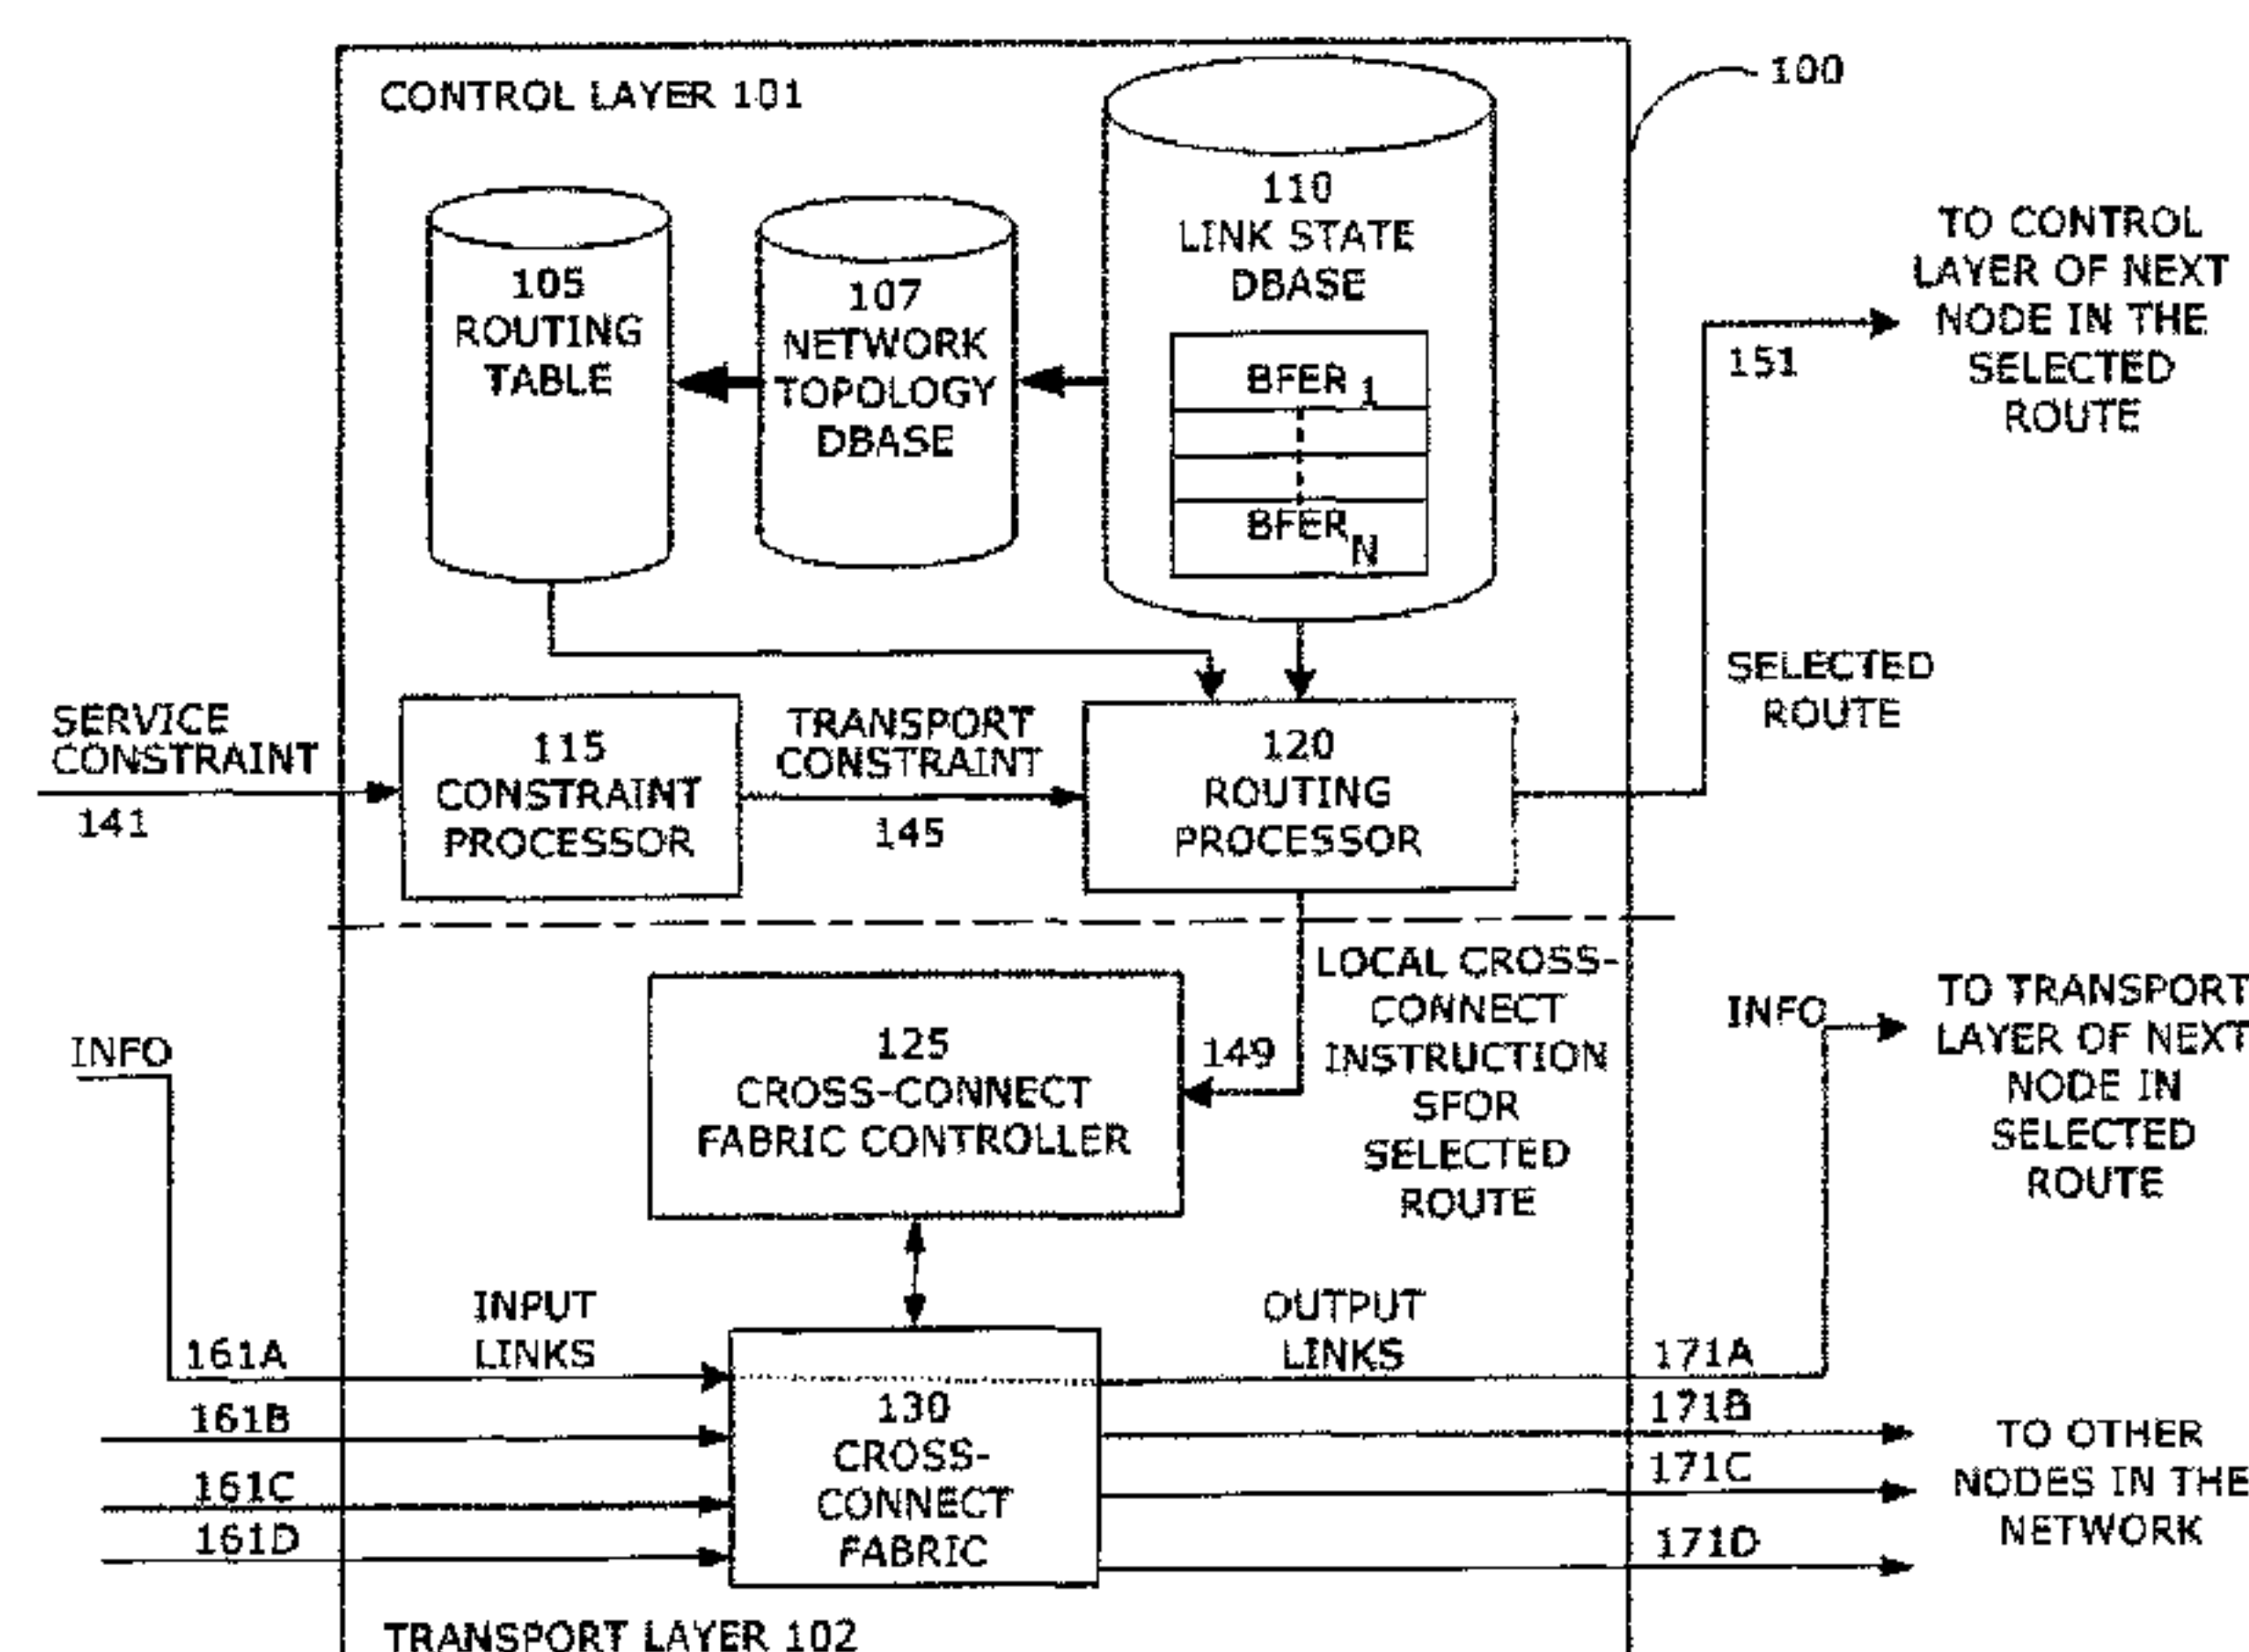 CONTROL LAYER 101
100
110
LINK STATE
DBASE
BFER 1
BFER N
105
ROUTING
TABLE
107
NETWORK
TOPOLOGY
DBASE
TO CONTROL
LAYER OF NEXT
NODE IN THE
SELECTED
ROUTE
151
SELECTED
ROUTE
SERVICE
CONSTRAINT
141
115
CONSTRAINT
PROCESSOR
TRANSPORT
CONSTRAINT
145
120
ROUTING
PROCESSOR
LOCAL CROSS-
CONNECT
INSTRUCTION
SFOR
SELECTED
ROUTE
149
125
CROSS-CONNECT
FABRIC CONTROLLER
INFO
INFO
TO TRANSPORT
LAYER OF NEXT
NODE IN
SELECTED
ROUTE
INPUT
LINKS
OUTPUT
LINKS
161A
161B
161C
161D
130
CROSS-
CONNECT
FABRIC
171A
171B
171C
171D
TO OTHER
NODES IN THE
NETWORK
TRANSPORT LAYER 102